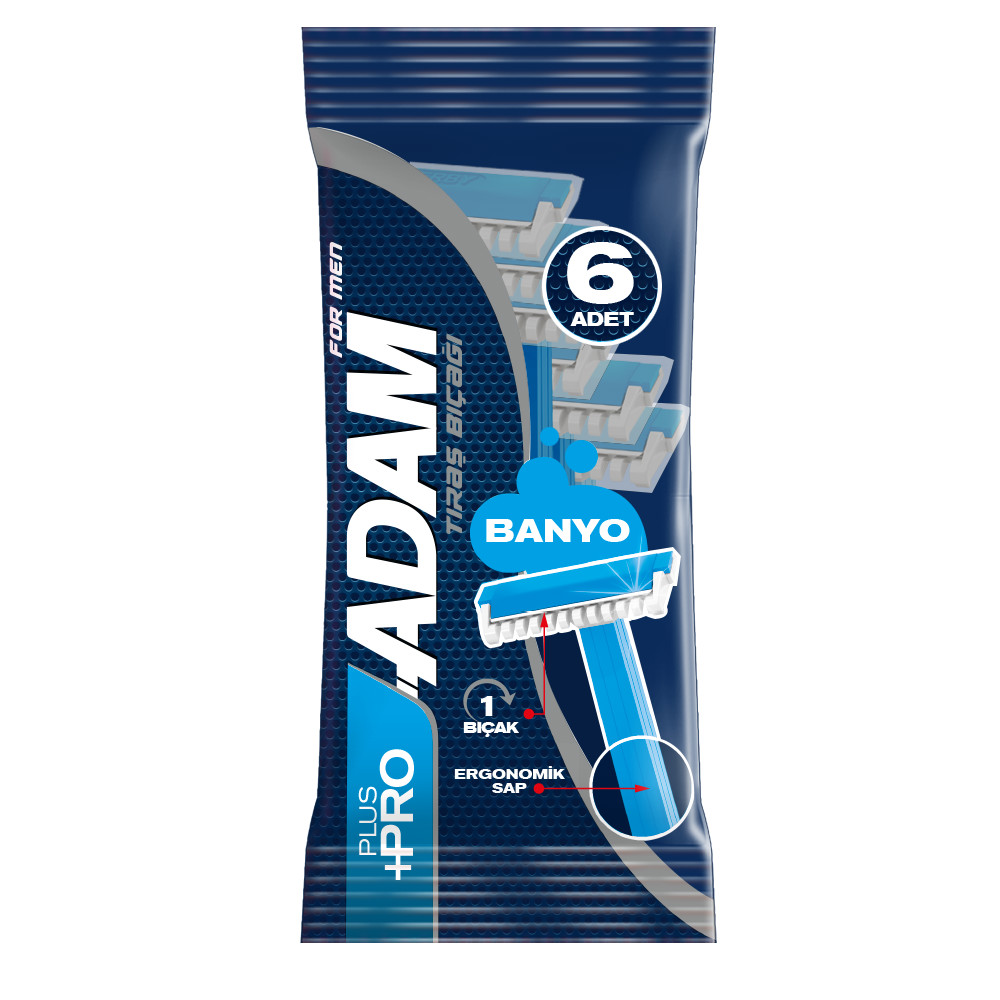 6
ADET
FOR MEN
ADAM
TIRAŞ BIÇAĞI
BANYO
1
BIÇAK
ERGONOMİK
SAP
PLUS
+PRO